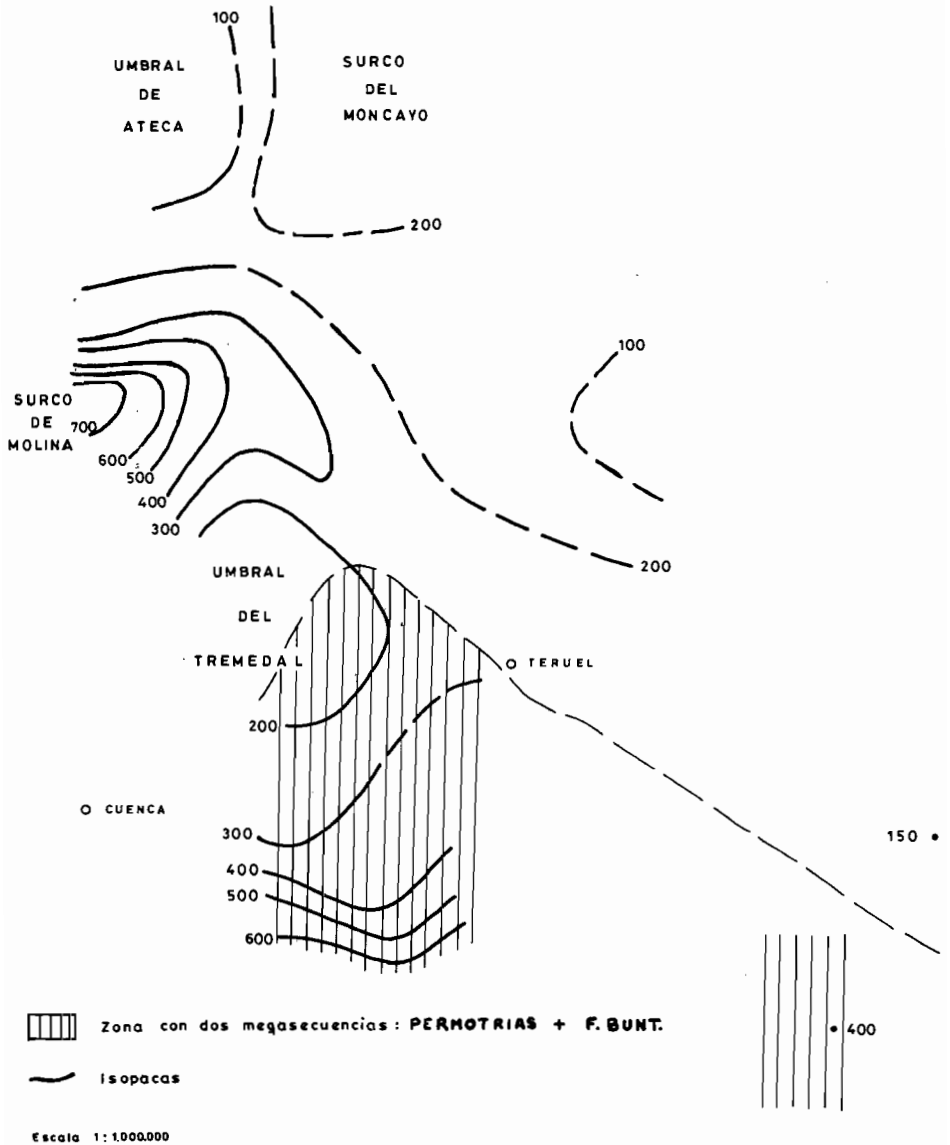 100
UMBRAL
DE
ATECA
SURCO
DEL
MONCAYO
200
100
SURCO
DE
MOLINA
700
600
500
400
300
200
UMBRAL
DEL
TREMEDAL
TERUEL
200
CUENCA
300
400
500
600
150
400
Zona con dos megasecuencias: PERMOTRIAS + F. BUNT.
Isopacas
Escala 1:1.000.000